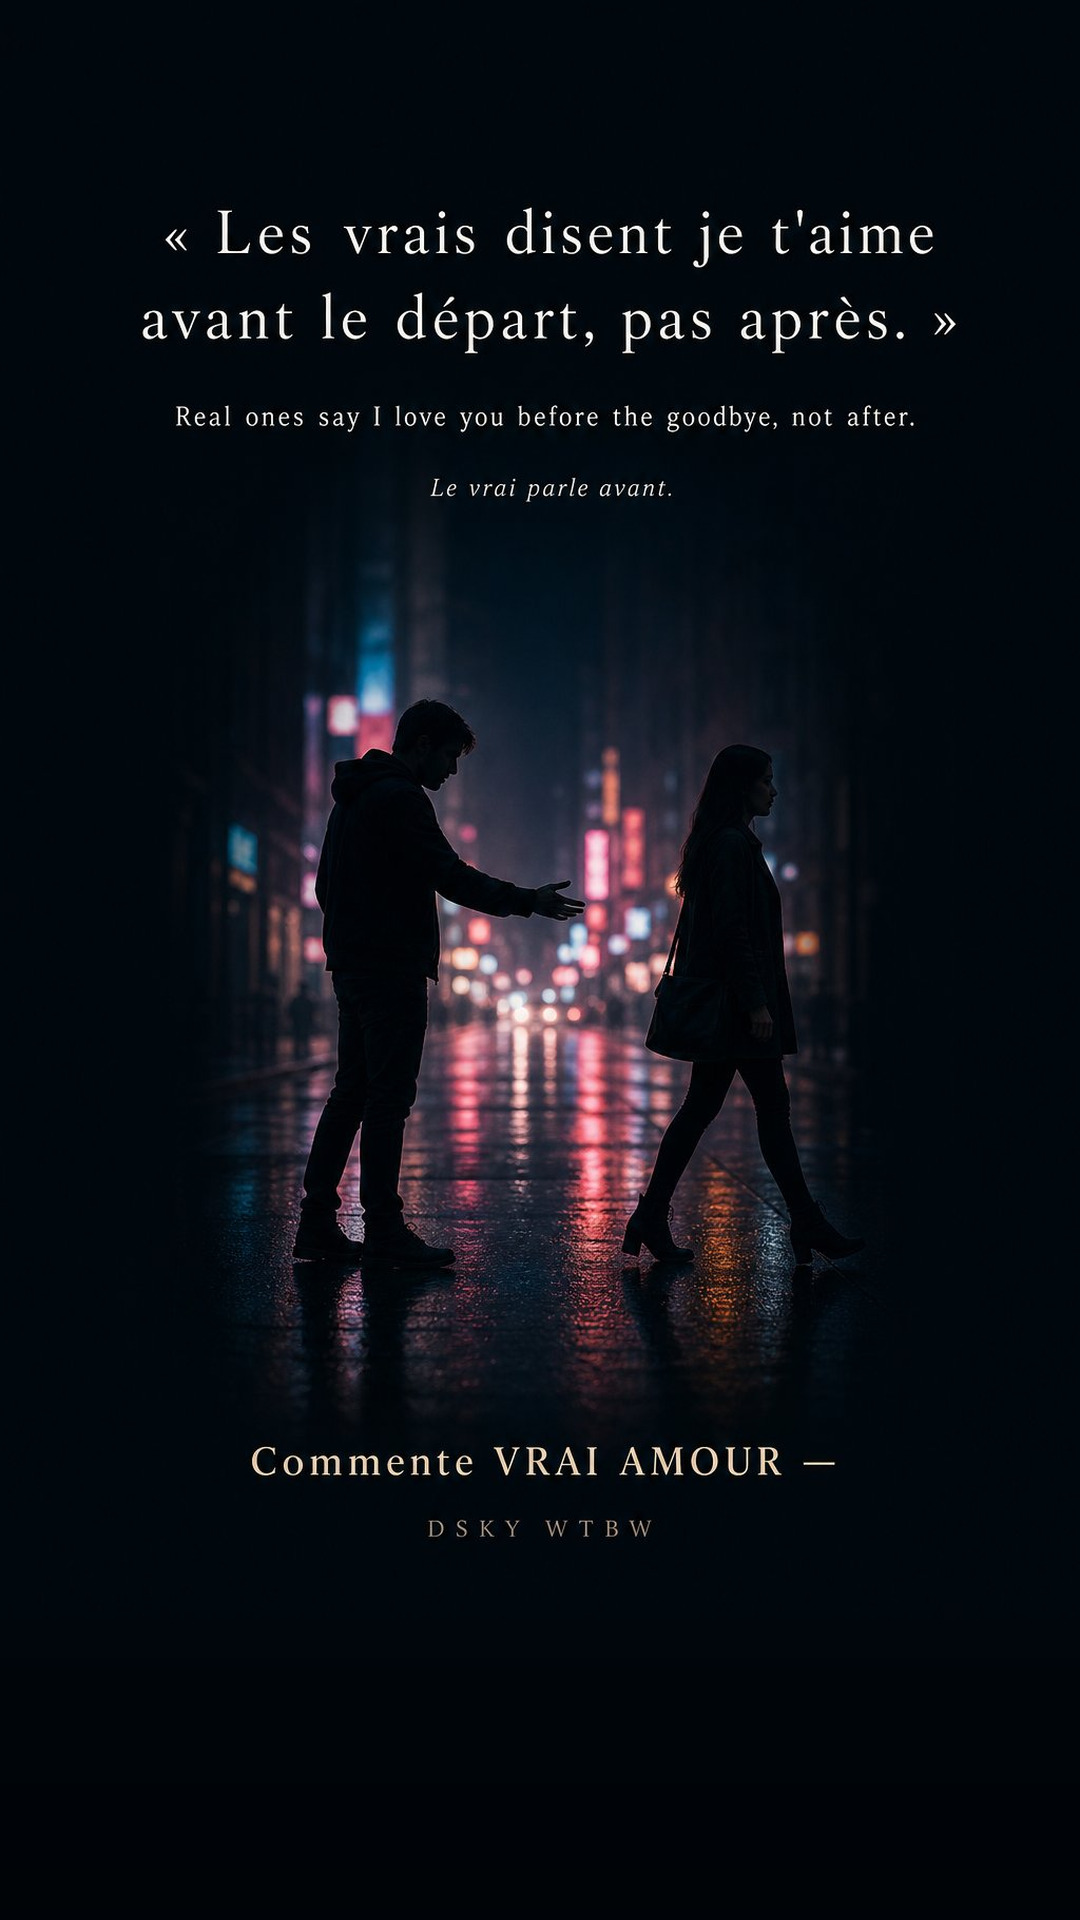 « Les vrais disent je t'aime
avant le départ, pas après. »
Real ones say I love you before the goodbye, not after.
Le vrai parle avant.
Commente VRAI AMOUR —
DSKY WTBW